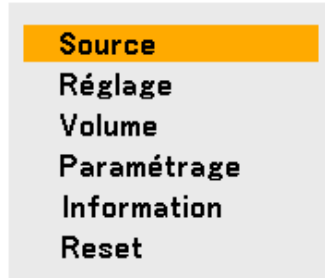 Source
Réglage
Volume
Paramétrage
Information
Reset